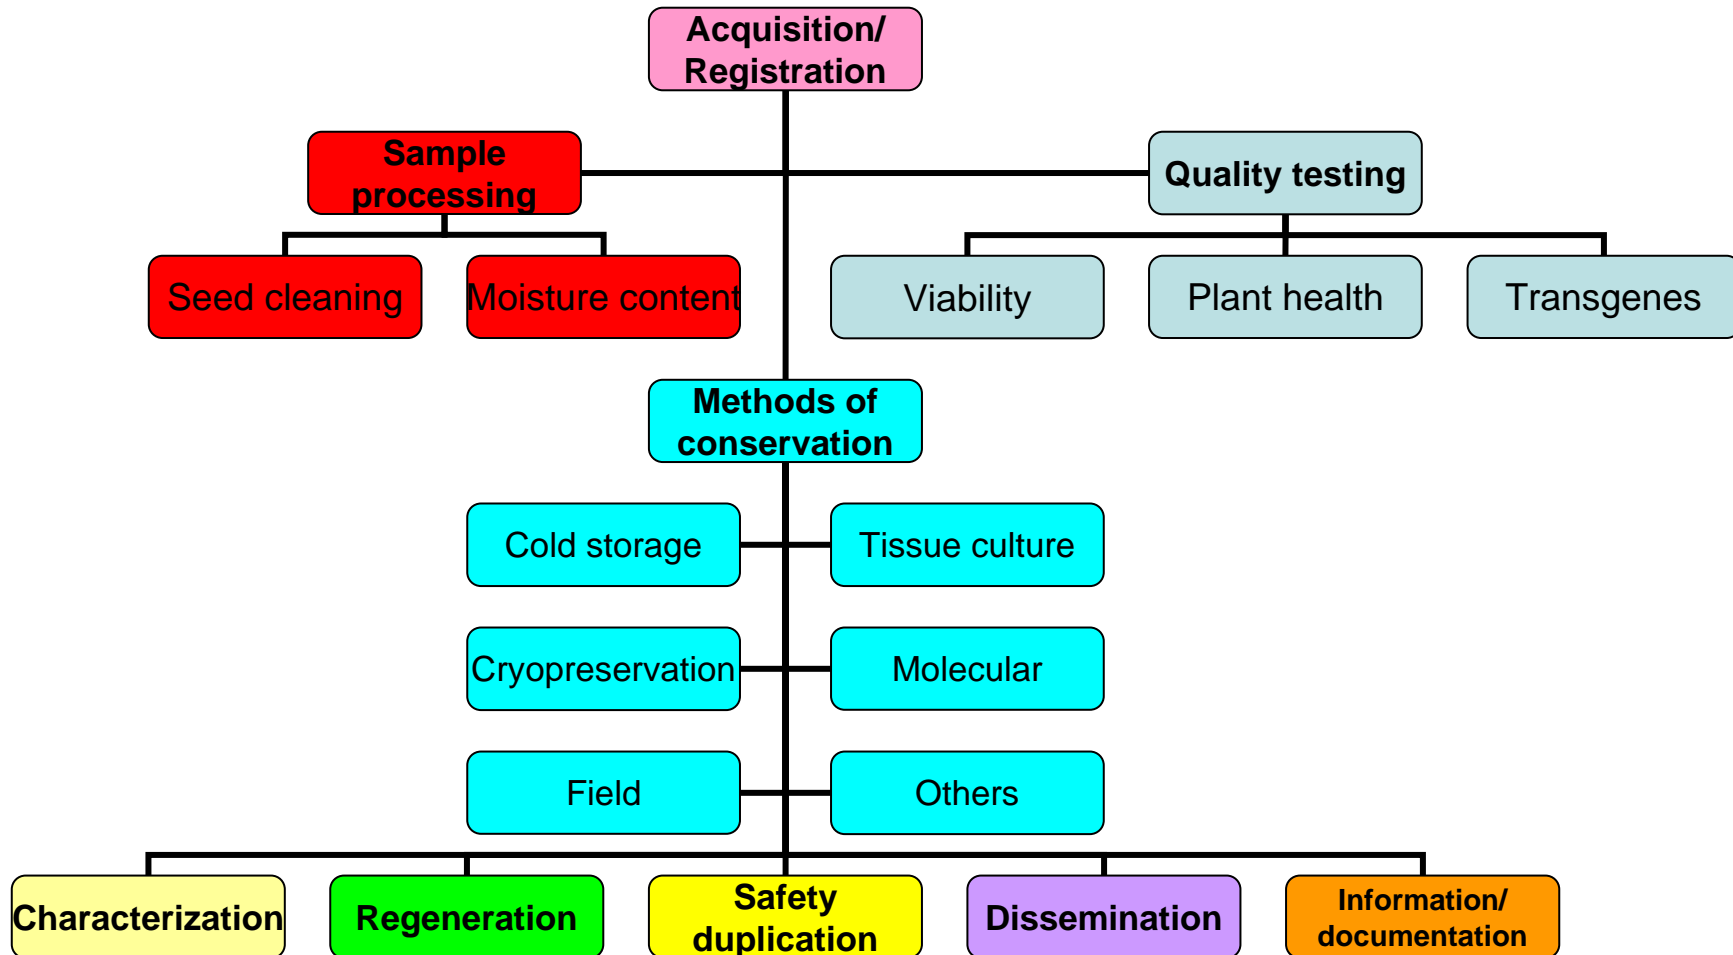 Acquisition/
Registration
Sample
processing
Quality testing
Seed cleaning
Moisture content
Viability
Plant health
Transgenes
Methods of
conservation
Cold storage
Tissue culture
Cryopreservation
Molecular
Field
Others
Characterization
Regeneration
Safety
duplication
Dissemination
Information/
documentation